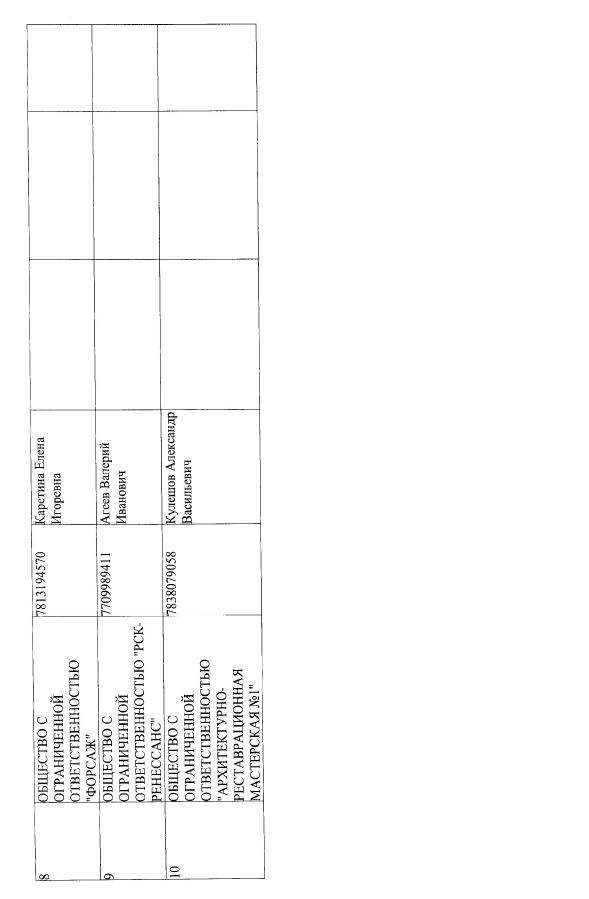 8
ОБЩЕСТВО С
ОГРАНИЧЕННОЙ
ОТВЕТСТВЕННОСТЬЮ
"ФОРСАЖ"
7813194570
Каретина Елена
Игоревна
9
ОБЩЕСТВО С
ОГРАНИЧЕННОЙ
ОТВЕТСТВЕННОСТЬЮ "РСК-
РЕНЕССАНС"
7709989411
Агеев Валерий
Иванович
10
ОБЩЕСТВО С
ОГРАНИЧЕННОЙ
ОТВЕТСТВЕННОСТЬЮ
"АРХИТЕКТУРНО-
РЕСТАВРАЦИОННАЯ
МАСТЕРСКАЯ №1"
7838079058
Кулешов Александр
Васильевич